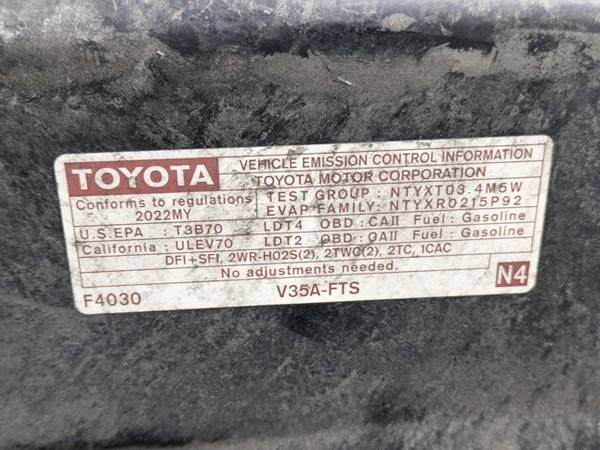 TOYOTA
VEHICLE EMISSION CONTROL INFORMATION
TOYOTA MOTOR CORPORATION
Conforms to regulations
2022MY
TEST GROUP : NTYXT03.4M5W
EVAP FAMILY: NTYXR0215P92
U.S.EPA : T3B70 LDT4 OBD : CAII Fuel : Gasoline
California : ULEV70 LDT2 OBD : OAII Fuel : Gasoline
DFI+SFI, 2WR-HO2S(2), 2TWC(2), 2TC, 1CAC
No adjustments needed.
F4030 V35A-FTS N4